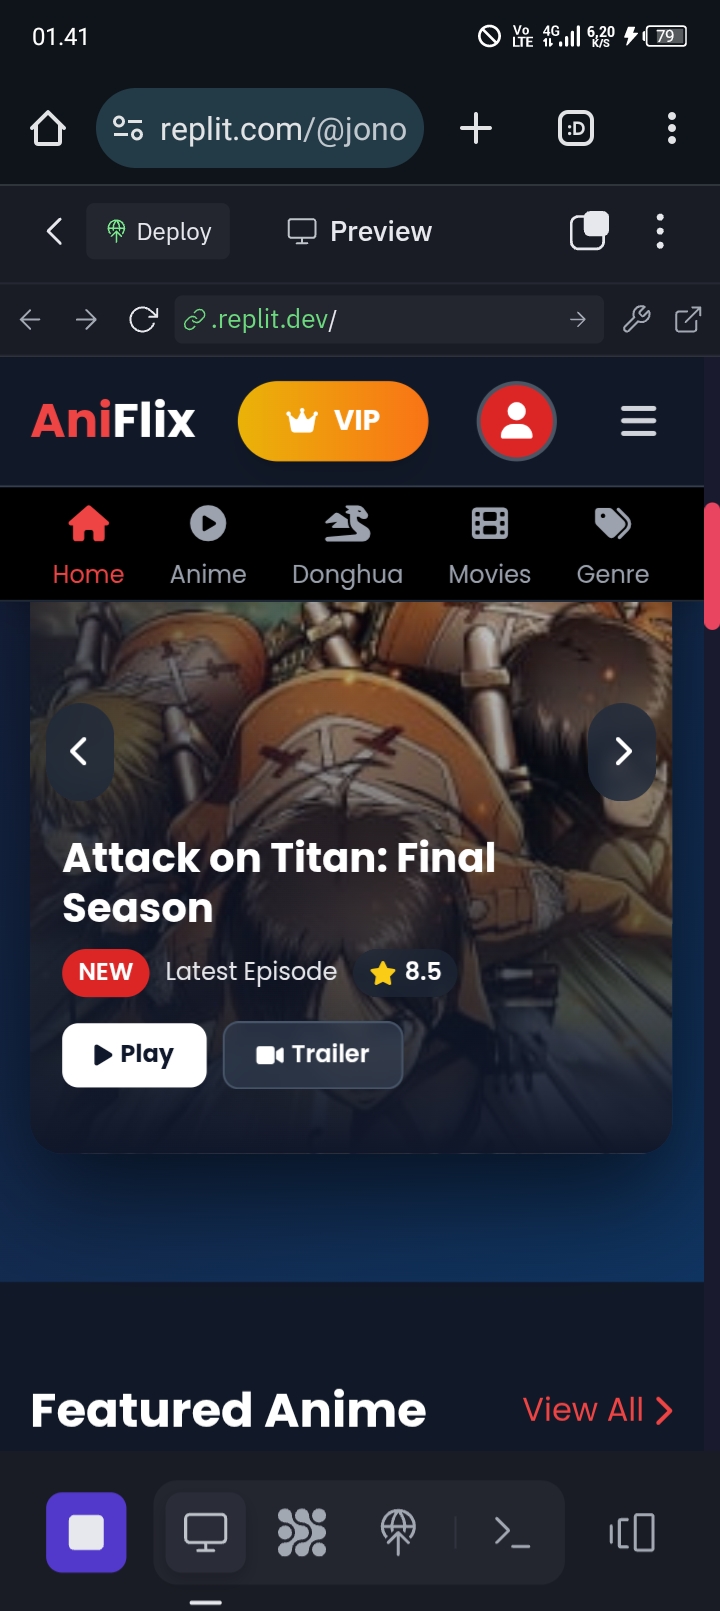 01.41
Vo
LTE
4G
6,20
K/S
79
replit.com/@jono
:D
Deploy
Preview
.replit.dev/
AniFlix
VIP
Home
Anime
Donghua
Movies
Genre
Attack on Titan: Final
Season
NEW
Latest Episode
8.5
Play
Trailer
Featured Anime
View All